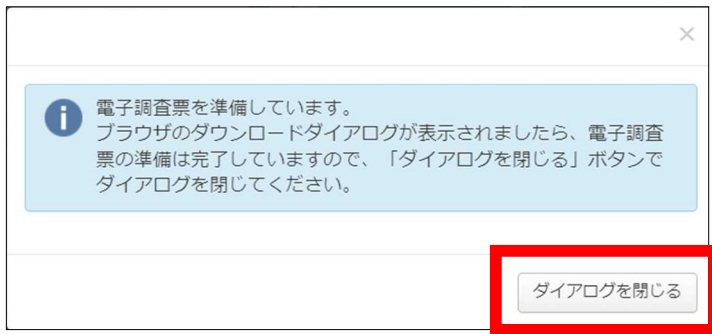 ×
電子調査票を準備しています。
ブラウザのダウンロードダイアログが表示されましたら、電子調査
票の準備は完了していますので、「ダイアログを閉じる」ボタンで
ダイアログを閉じてください。
ダイアログを閉じる